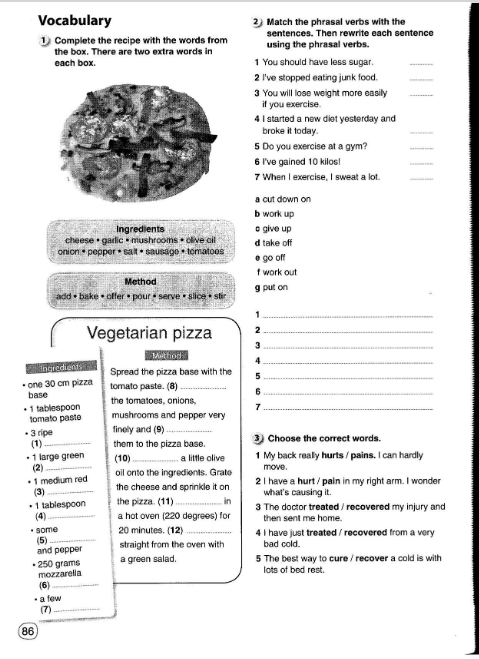 Vocabulary
1 Complete the recipe with the words from
the box. There are two extra words in
each box.
Ingredients
cheese • garlic • mushrooms • olive oil
onion • pepper • salt • sausage • tomatoes
Method
add • bake • offer • pour • serve • slice • stir
Vegetarian pizza
Ingredients
• one 30 cm pizza
base
• 1 tablespoon
tomato paste
• 3 ripe
(1)
• 1 large green
(2)
• 1 medium red
(3)
• 1 tablespoon
(4)
• some
(5)
and pepper
• 250 grams
mozzarella
(6)
• a few
(7)
Method
Spread the pizza base with the
tomato paste. (8)
the tomatoes, onions,
mushrooms and pepper very
finely and (9)
them to the pizza base.
(10) a little olive
oil onto the ingredients. Grate
the cheese and sprinkle it on
the pizza. (11) in
a hot oven (220 degrees) for
20 minutes. (12)
straight from the oven with
a green salad.
86
2 Match the phrasal verbs with the
sentences. Then rewrite each sentence
using the phrasal verbs.
1 You should have less sugar.
2 I've stopped eating junk food.
3 You will lose weight more easily
if you exercise.
4 I started a new diet yesterday and
broke it today.
5 Do you exercise at a gym?
6 I've gained 10 kilos!
7 When I exercise, I sweat a lot.
a cut down on
b work up
c give up
d take off
e go off
f work out
g put on
1
2
3
4
5
6
7
3 Choose the correct words.
1 My back really hurts / pains. I can hardly
move.
2 I have a hurt / pain in my right arm. I wonder
what's causing it.
3 The doctor treated / recovered my injury and
then sent me home.
4 I have just treated / recovered from a very
bad cold.
5 The best way to cure / recover a cold is with
lots of bed rest.